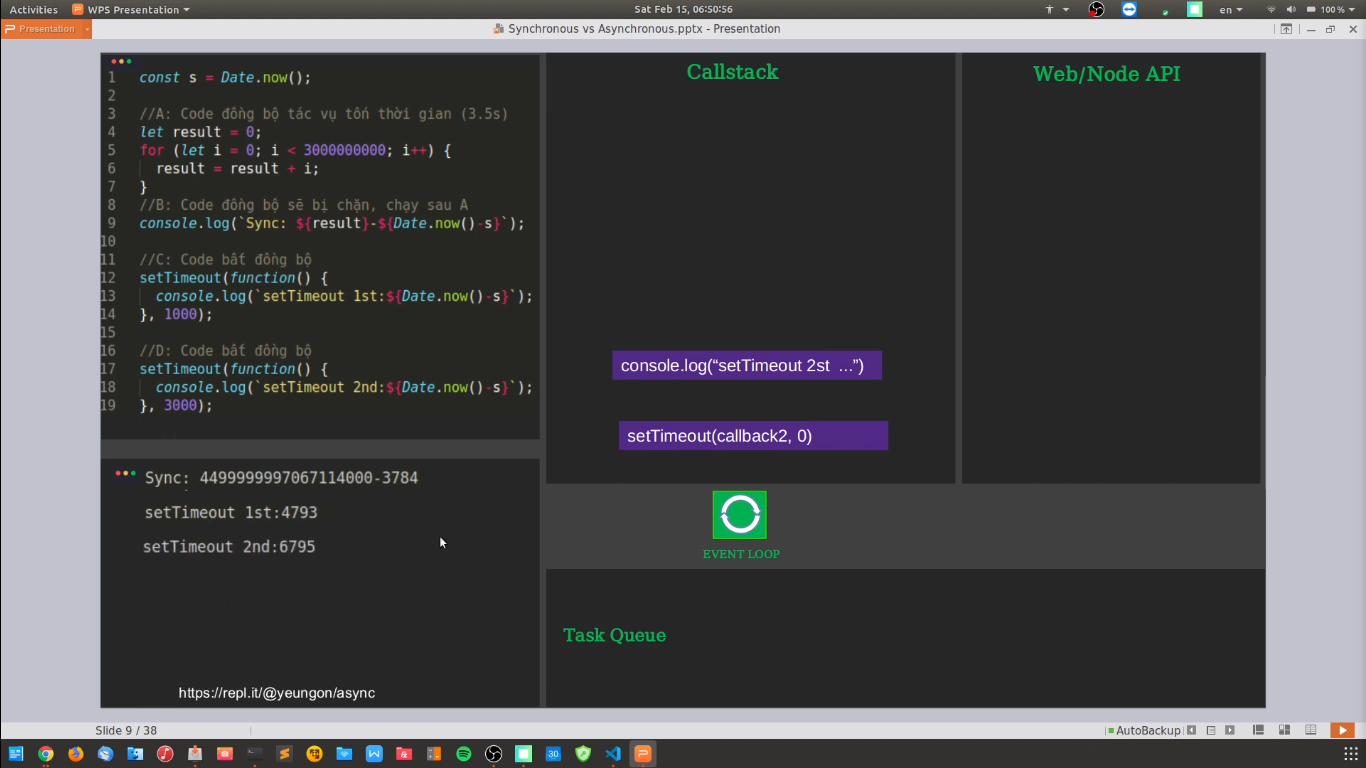 Activities WPS Presentation Sat Feb 15, 06:50:56 en 100%
Presentation Synchronous vs Asynchronous.pptx - Presentation
1 const s = Date.now();
2
3 //A: Code đồng bộ tác vụ tốn thời gian (3.5s)
4 let result = 0;
5 for (let i = 0; i < 3000000000; i++) {
6 result = result + i;
7 }
8 //B: Code đồng bộ sẽ bị chặn, chạy sau A
9 console.log(`Sync: ${result}-${Date.now()-s}`);
10
11 //C: Code bất đồng bộ
12 setTimeout(function() {
13 console.log(`setTimeout 1st:${Date.now()-s}`);
14 }, 1000);
15
16 //D: Code bất đồng bộ
17 setTimeout(function() {
18 console.log(`setTimeout 2nd:${Date.now()-s}`);
19 }, 3000);
Sync: 4499999997067114000-3784
setTimeout 1st:4793
setTimeout 2nd:6795
https://repl.it/@yeungon/async
Callstack
console.log(“setTimeout 2st ...”)
setTimeout(callback2, 0)
Web/Node API
EVENT LOOP
Task Queue
Slide 9 / 38 AutoBackup
30